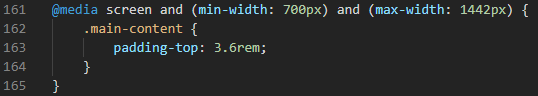 161 @media screen and (min-width: 700px) and (max-width: 1442px) {
162     .main-content {
163         padding-top: 3.6rem;
164     }
165 }